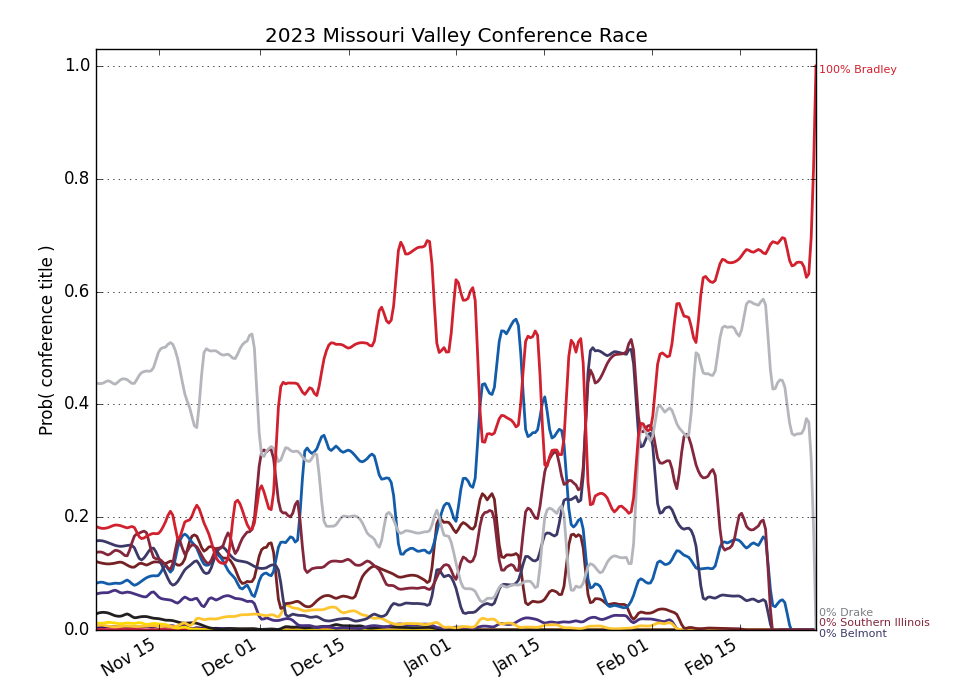 2023 Missouri Valley Conference Race
1.0
100% Bradley
0.8
0.6
Prob( conference title )
0.4
0.2
0% Drake
0% Southern Illinois
0.0
0% Belmont
Nov 15
Dec 01
Dec 15
Jan 01
Jan 15
Feb 01
Feb 15